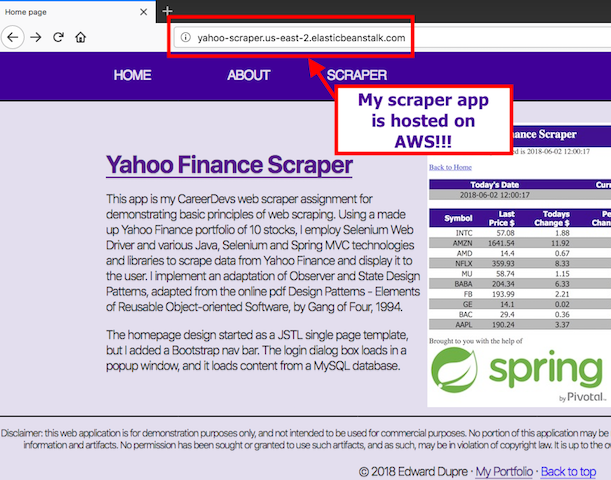 Home page
yahoo-scraper.us-east-2.elasticbeanstalk.com
HOME ABOUT SCRAPER
My scraper app
is hosted on
AWS!!!
Yahoo Finance Scraper
This app is my CareerDevs web scraper assignment for
demonstrating basic principles of web scraping. Using a made
up Yahoo Finance portfolio of 10 stocks, I employ Selenium Web
Driver and various Java, Selenium and Spring MVC technologies
and libraries to scrape data from Yahoo Finance and display it to
the user. I implement an adaptation of Observer and State Design
Patterns, adapted from the online pdf Design Patterns - Elements
of Reusable Object-oriented Software, by Gang of Four, 1994.
The homepage design started as a JSTL single page template,
but I added a Bootstrap nav bar. The login dialog box loads in a
popup window, and it loads content from a MySQL database.
nance Scraper
is 2018-06-02 12:00:17
Back to Home
Today's Date Curr
2018-06-02 12:00:17
Symbol Last Price $ Todays Change $ Pe Chan
INTC 57.08 1.88
AMZN 1641.54 11.92
AMD 14.4 0.67
NFLX 359.93 8.33
MU 58.74 1.15
BABA 204.34 6.33
FB 193.99 2.21
GE 14.1 0.02
BAC 29.4 0.36
AAPL 190.24 3.37
Brought to you with the help of
spring
by Pivotal.
Disclaimer: this web application is for demonstration purposes only, and not intended to be used for commercial purposes. No portion of this application may be
information and artifacts. No permission has been sought or granted to use such artifacts, and as such, may be in violation of copyright law. It is up to the
© 2018 Edward Dupre · My Portfolio · Back to top